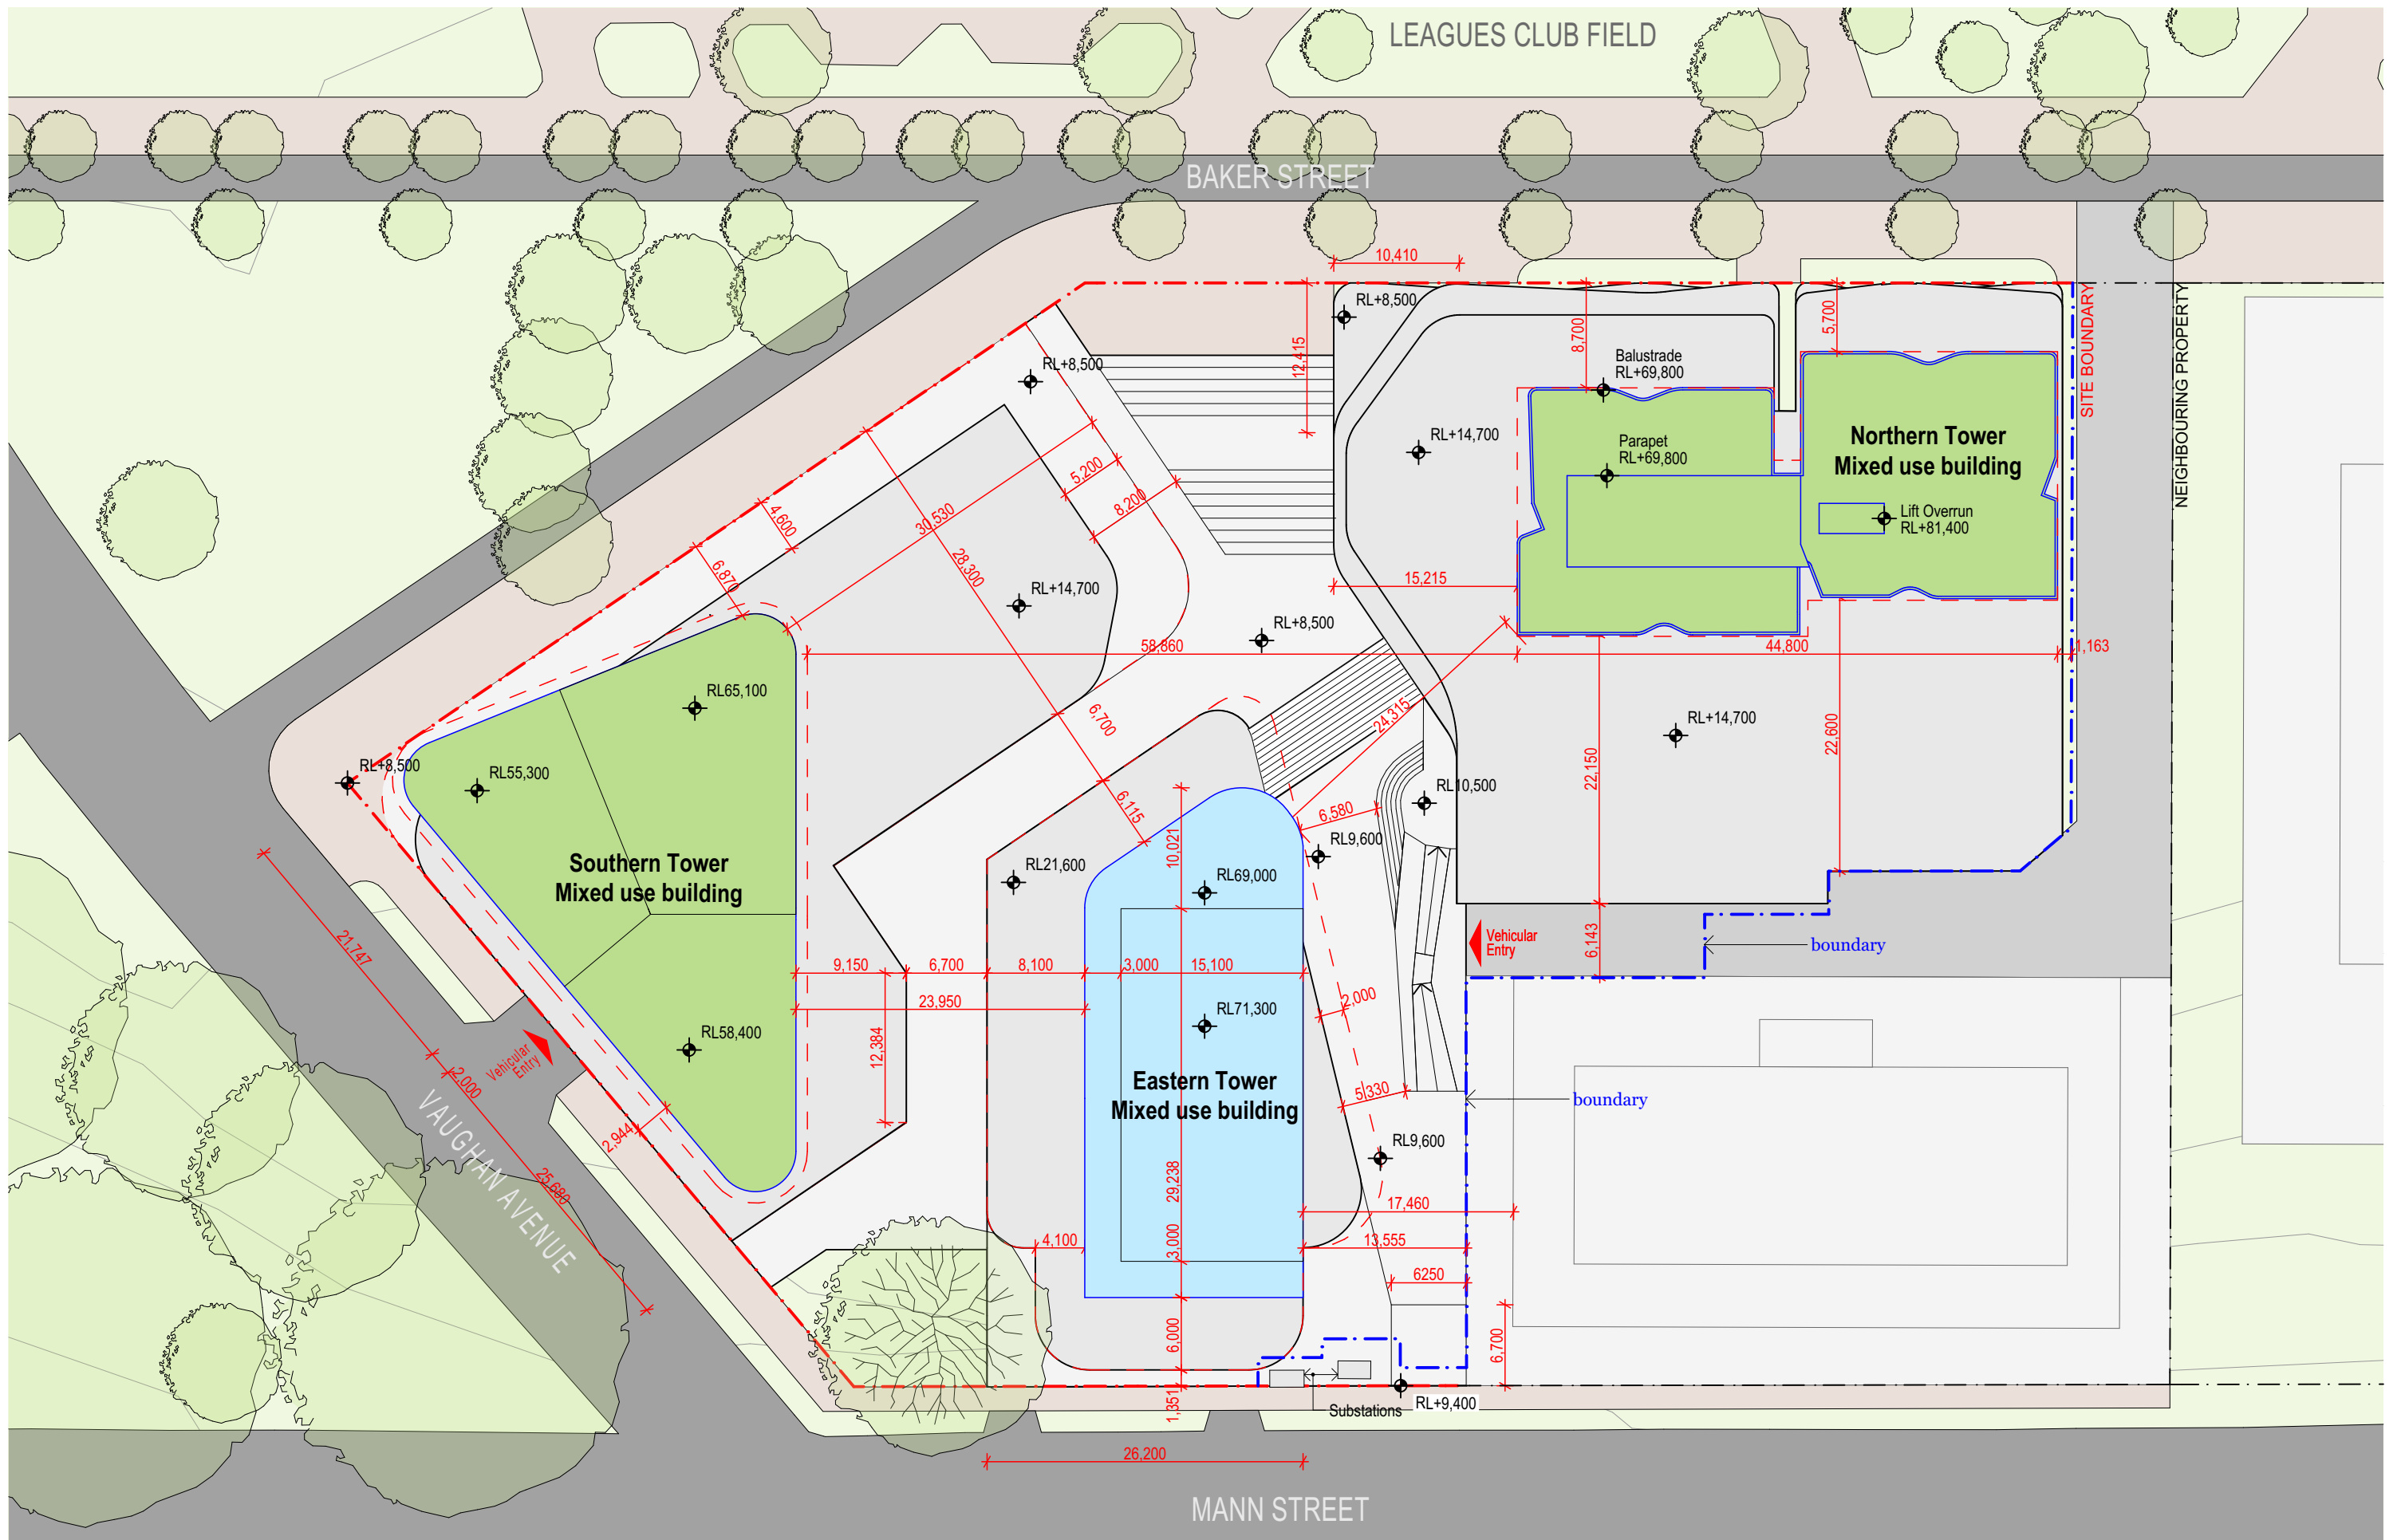 LEAGUES CLUB FIELD
BAKER STREET
10,410
RL+8,500
12,415
8,700
5,700
SITE BOUNDARY
NEIGHBOURING PROPERTY
Balustrade
RL+69,800
RL+8,500
RL+14,700
Parapet
RL+69,800
Northern Tower
Mixed use building
5,200
8,200
4,600
30,530
Lift Overrun
RL+81,400
28,300
6,870
15,215
RL+14,700
RL+8,500
58,860
44,800
1,163
RL65,100
6,700
24,315
RL+14,700
22,600
22,150
RL+8,500
RL55,300
RL10,500
6,115
6,580
10,021
RL9,600
Southern Tower
Mixed use building
RL21,600
RL69,000
21,747
Vehicular
Entry
6,143
boundary
9,150
6,700
8,100
3,000
15,100
23,950
2,000
RL71,300
12,384
RL58,400
Vehicular
Entry
2,000
Eastern Tower
Mixed use building
5,330
boundary
2,944
VAUGHAN AVENUE
25,680
RL9,600
29,238
17,460
4,100
3,000
13,555
6250
6,000
6,700
1,351
Substations
RL+9,400
26,200
MANN STREET